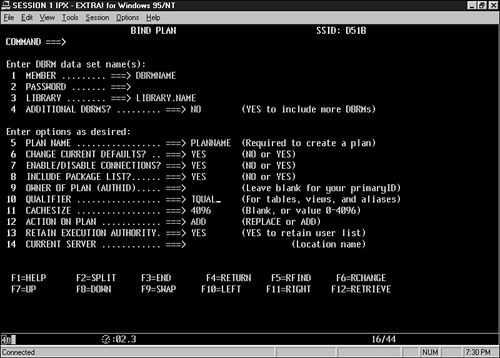 SESSION 1 IPX - EXTRA! for Windows 95/NT
File Edit View Tools Session Options Help
BIND PLAN SSID: D51B
COMMAND ===>
Enter DBRM data set name(s):
1 MEMBER ........ ===> DBRMNAME
2 PASSWORD ...... ===>
3 LIBRARY ....... ===> LIBRARY.NAME
4 ADDITIONAL DBRMS? ........ ===> NO (YES to include more DBRMs)
Enter options as desired:
5 PLAN NAME ................ ===> PLANNAME (Required to create a plan)
6 CHANGE CURRENT DEFAULTS? .. ===> YES (NO or YES)
7 ENABLE/DISABLE CONNECTIONS? ===> YES (NO or YES)
8 INCLUDE PACKAGE LIST?...... ===> YES (NO or YES)
9 OWNER OF PLAN (AUTHID)..... ===> (Leave blank for your primaryID)
10 QUALIFIER ................ ===> TQUAL_ (For tables, views, and aliases)
11 CACHESIZE ................ ===> 4096 (Blank, or value 0-4096)
12 ACTION ON PLAN ........... ===> ADD (REPLACE or ADD)
13 RETAIN EXECUTION AUTHORITY. ===> YES (YES to retain user list)
14 CURRENT SERVER ........... ===> (Location name)
F1=HELP F2=SPLIT F3=END F4=RETURN F5=RFIND F6=RCHANGE
F7=UP F8=DOWN F9=SWAP F10=LEFT F11=RIGHT F12=RETRIEVE
4B :02.3 16/44
Connected NUM 7:30 PM